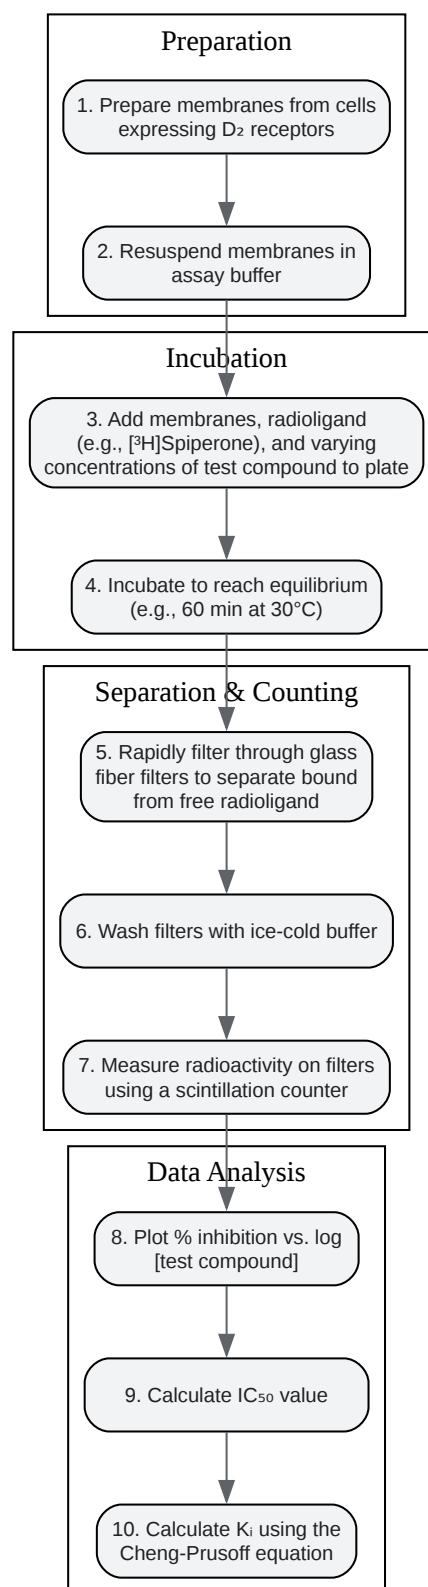 Preparation
1. Prepare membranes from cells
expressing D₂ receptors
2. Resuspend membranes in
assay buffer
Incubation
3. Add membranes, radioligand
(e.g., [³H]Spiperone), and varying
concentrations of test compound to plate
4. Incubate to reach equilibrium
(e.g., 60 min at 30°C)
Separation & Counting
5. Rapidly filter through glass
fiber filters to separate bound
from free radioligand
6. Wash filters with ice-cold buffer
7. Measure radioactivity on filters
using a scintillation counter
Data Analysis
8. Plot % inhibition vs. log
[test compound]
9. Calculate IC₅₀ value
10. Calculate Kᵢ using the
Cheng-Prusoff equation